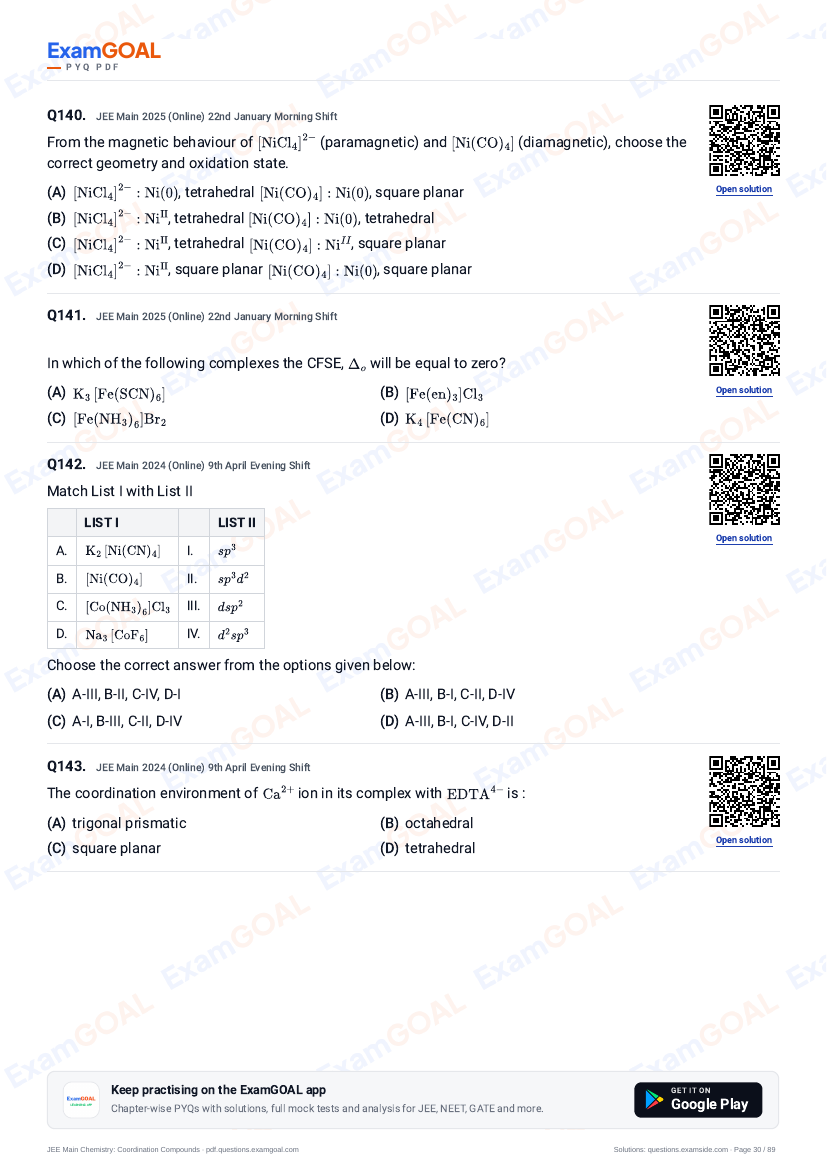 ExamGOAL
PYQ PDF
Q140. JEE Main 2025 (Online) 22nd January Morning Shift
From the magnetic behaviour of [NiCl₄]²⁻ (paramagnetic) and [Ni(CO)₄] (diamagnetic), choose the
correct geometry and oxidation state.
(A) [NiCl₄]²⁻ : Ni(0), tetrahedral [Ni(CO)₄] : Ni(0), square planar
(B) [NiCl₄]²⁻ : Niᴵᴵ, tetrahedral [Ni(CO)₄] : Ni(0), tetrahedral
(C) [NiCl₄]²⁻ : Niᴵᴵ, tetrahedral [Ni(CO)₄] : Niᴵᴵ, square planar
(D) [NiCl₄]²⁻ : Niᴵᴵ, square planar [Ni(CO)₄] : Ni(0), square planar
Open solution
Q141. JEE Main 2025 (Online) 22nd January Morning Shift
In which of the following complexes the CFSE, Δₒ will be equal to zero?
(A) K₃ [Fe(SCN)₆]
(B) [Fe(en)₃]Cl₃
(C) [Fe(NH₃)₆]Br₂
(D) K₄ [Fe(CN)₆]
Open solution
Q142. JEE Main 2024 (Online) 9th April Evening Shift
Match List I with List II
LIST I LIST II
A. K₂ [Ni(CN)₄] I. sp³
B. [Ni(CO)₄] II. sp³d²
C. [Co(NH₃)₆]Cl₃ III. dsp²
D. Na₃ [CoF₆] IV. d²sp³
Choose the correct answer from the options given below:
(A) A-III, B-II, C-IV, D-I
(B) A-III, B-I, C-II, D-IV
(C) A-I, B-III, C-II, D-IV
(D) A-III, B-I, C-IV, D-II
Open solution
Q143. JEE Main 2024 (Online) 9th April Evening Shift
The coordination environment of Ca²⁺ ion in its complex with EDTA⁴⁻ is :
(A) trigonal prismatic
(B) octahedral
(C) square planar
(D) tetrahedral
Open solution
Keep practising on the ExamGOAL app
Chapter-wise PYQs with solutions, full mock tests and analysis for JEE, NEET, GATE and more.
GET IT ON
Google Play
JEE Main Chemistry: Coordination Compounds · pdf.questions.examgoal.com
Solutions: questions.examside.com · Page 30 / 89